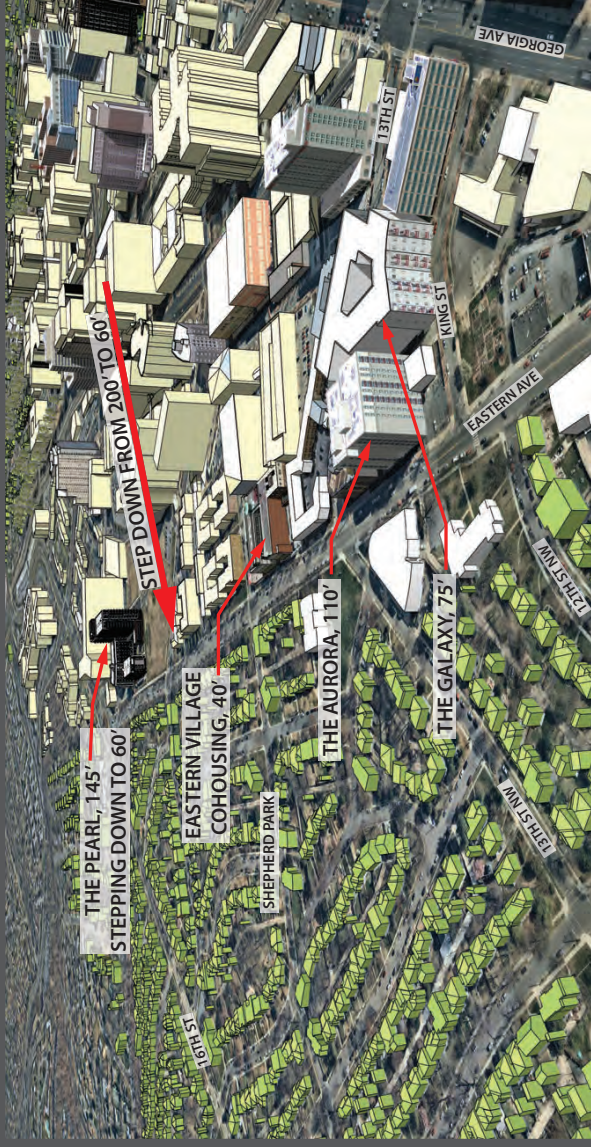 THE PEARL, 145'
STEPPING DOWN TO 60'
STEP DOWN FROM 200' TO 60'
EASTERN VILLAGE
COHOUSING, 40'
THE AURORA, 110'
THE GALAXY, 75'
SHEPHERD PARK
16TH ST
13TH ST NW
12TH ST NW
EASTERN AVE
KING ST
13TH ST
GEORGIA AVE